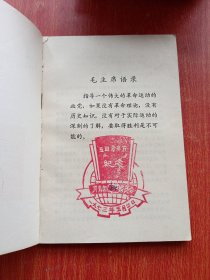 毛主席语录
指导一个伟大的革命运动的
政党，如果没有革命理论，没有
历史知识，没有对于实际运动的
深刻的了解，要取得胜利是不可
能的。
纪念